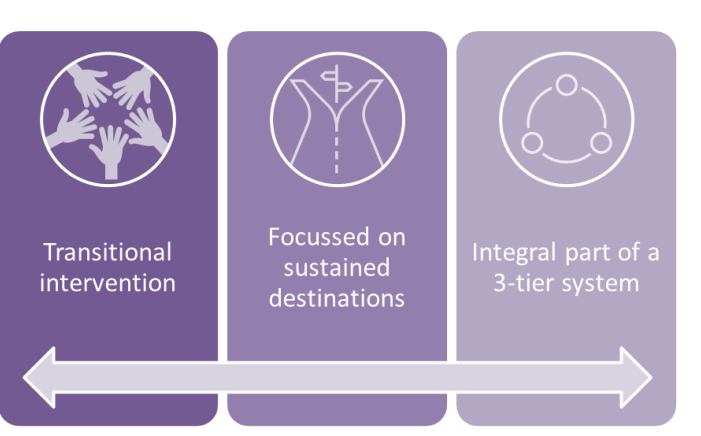 Transitional
intervention
Focussed on
sustained
destinations
Integral part of a
3-tier system